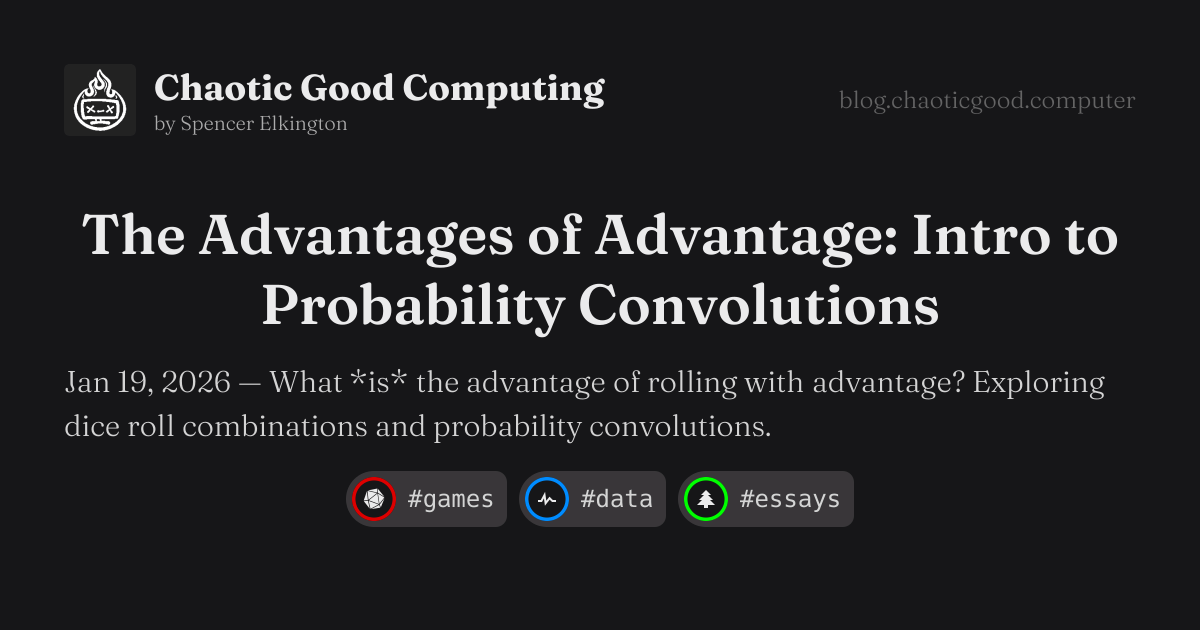 Chaotic Good Computing
by Spencer Elkington
blog.chaoticgood.computer
The Advantages of Advantage: Intro to
Probability Convolutions
Jan 19, 2026 — What *is* the advantage of rolling with advantage? Exploring
dice roll combinations and probability convolutions.
#games
#data
#essays